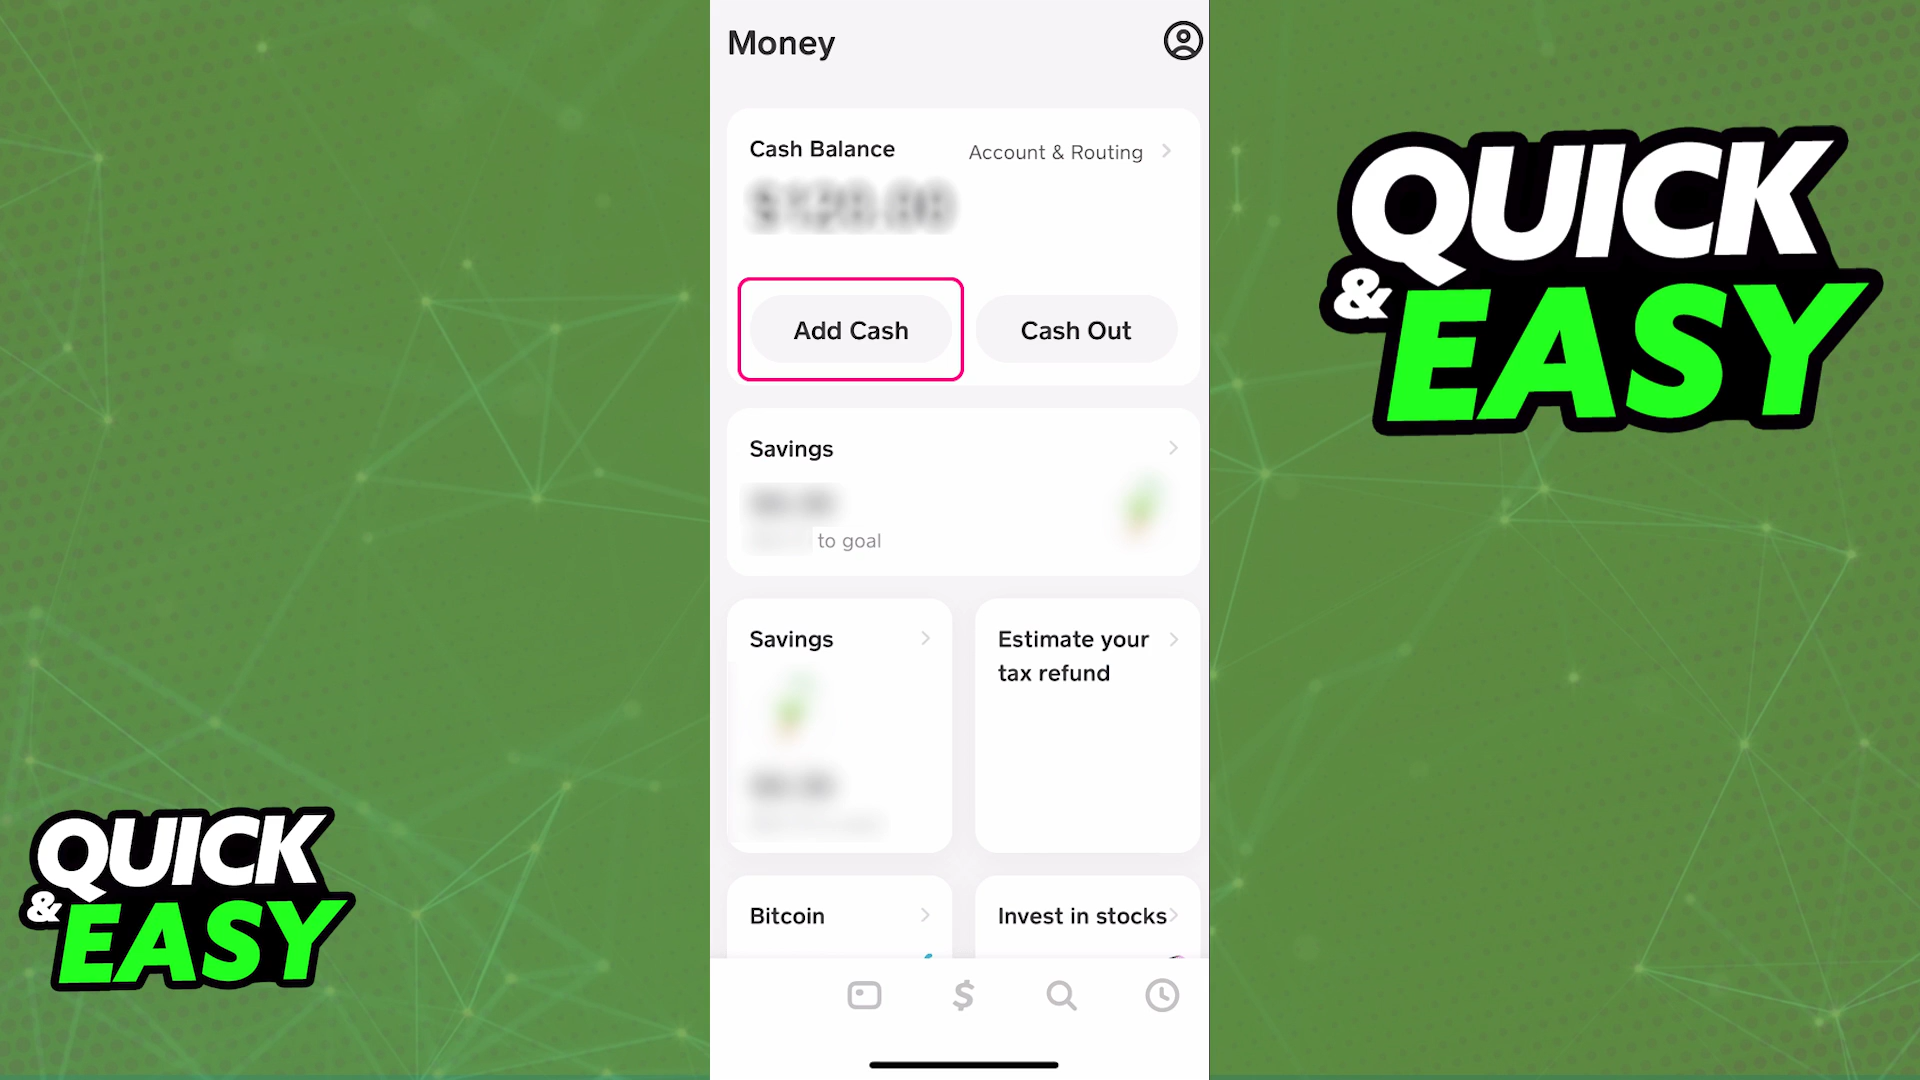 Money
Cash Balance
Account & Routing
Add Cash
Cash Out
Savings
to goal
Savings
Estimate your
tax refund
Bitcoin
Invest in stocks
QUICK
& EASY
QUICK
& EASY